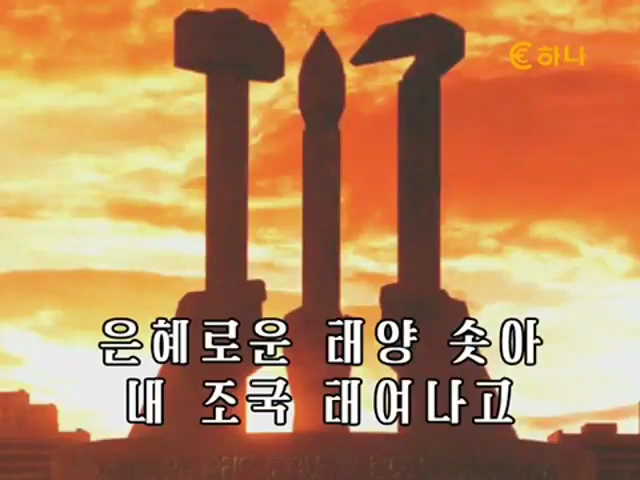 하나
은혜로운 태양 솟아
내 조국 태여나고